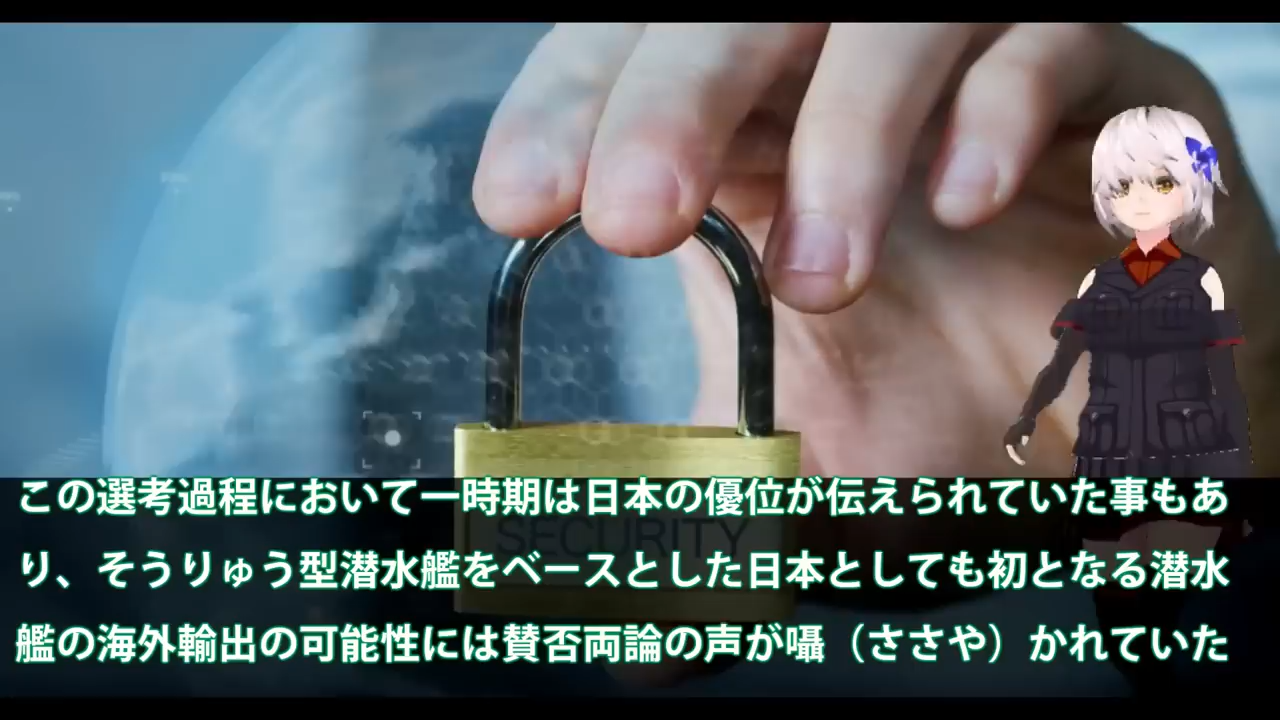 この選考過程において一時期は日本の優位が伝えられていた事もあ
り、そうりゅう型潜水艦をベースとした日本としても初となる潜水
艦の海外輸出の可能性には賛否両論の声が囁（ささや）かれていた
SECURITY